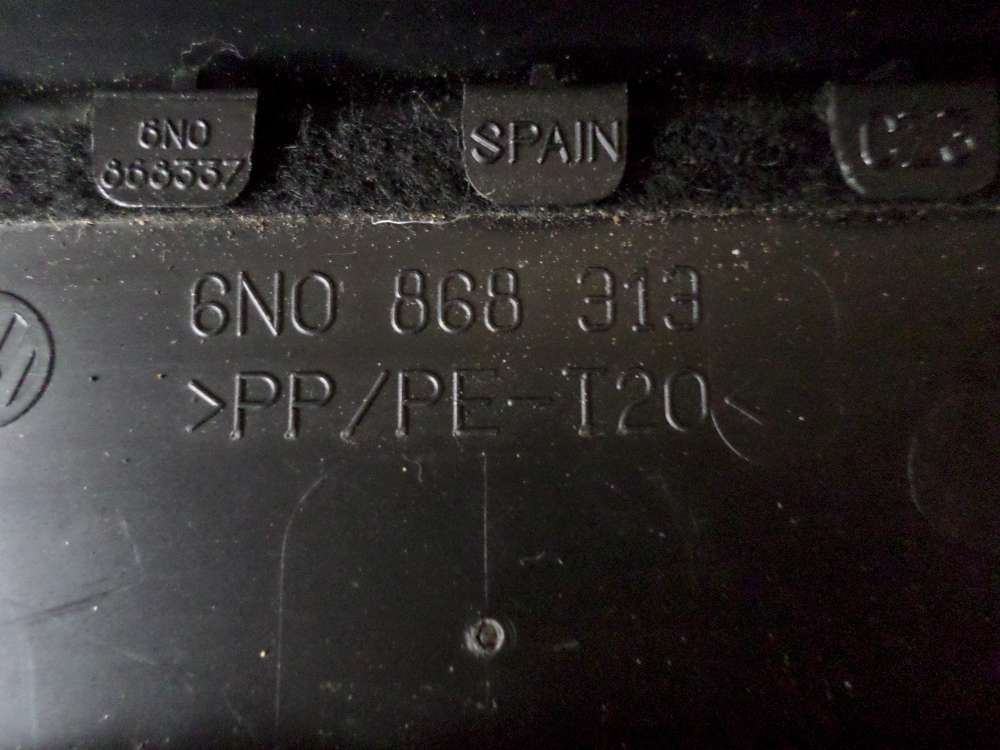 6N0
868337
SPAIN
6N0 868 313
>PP/PE-T20<